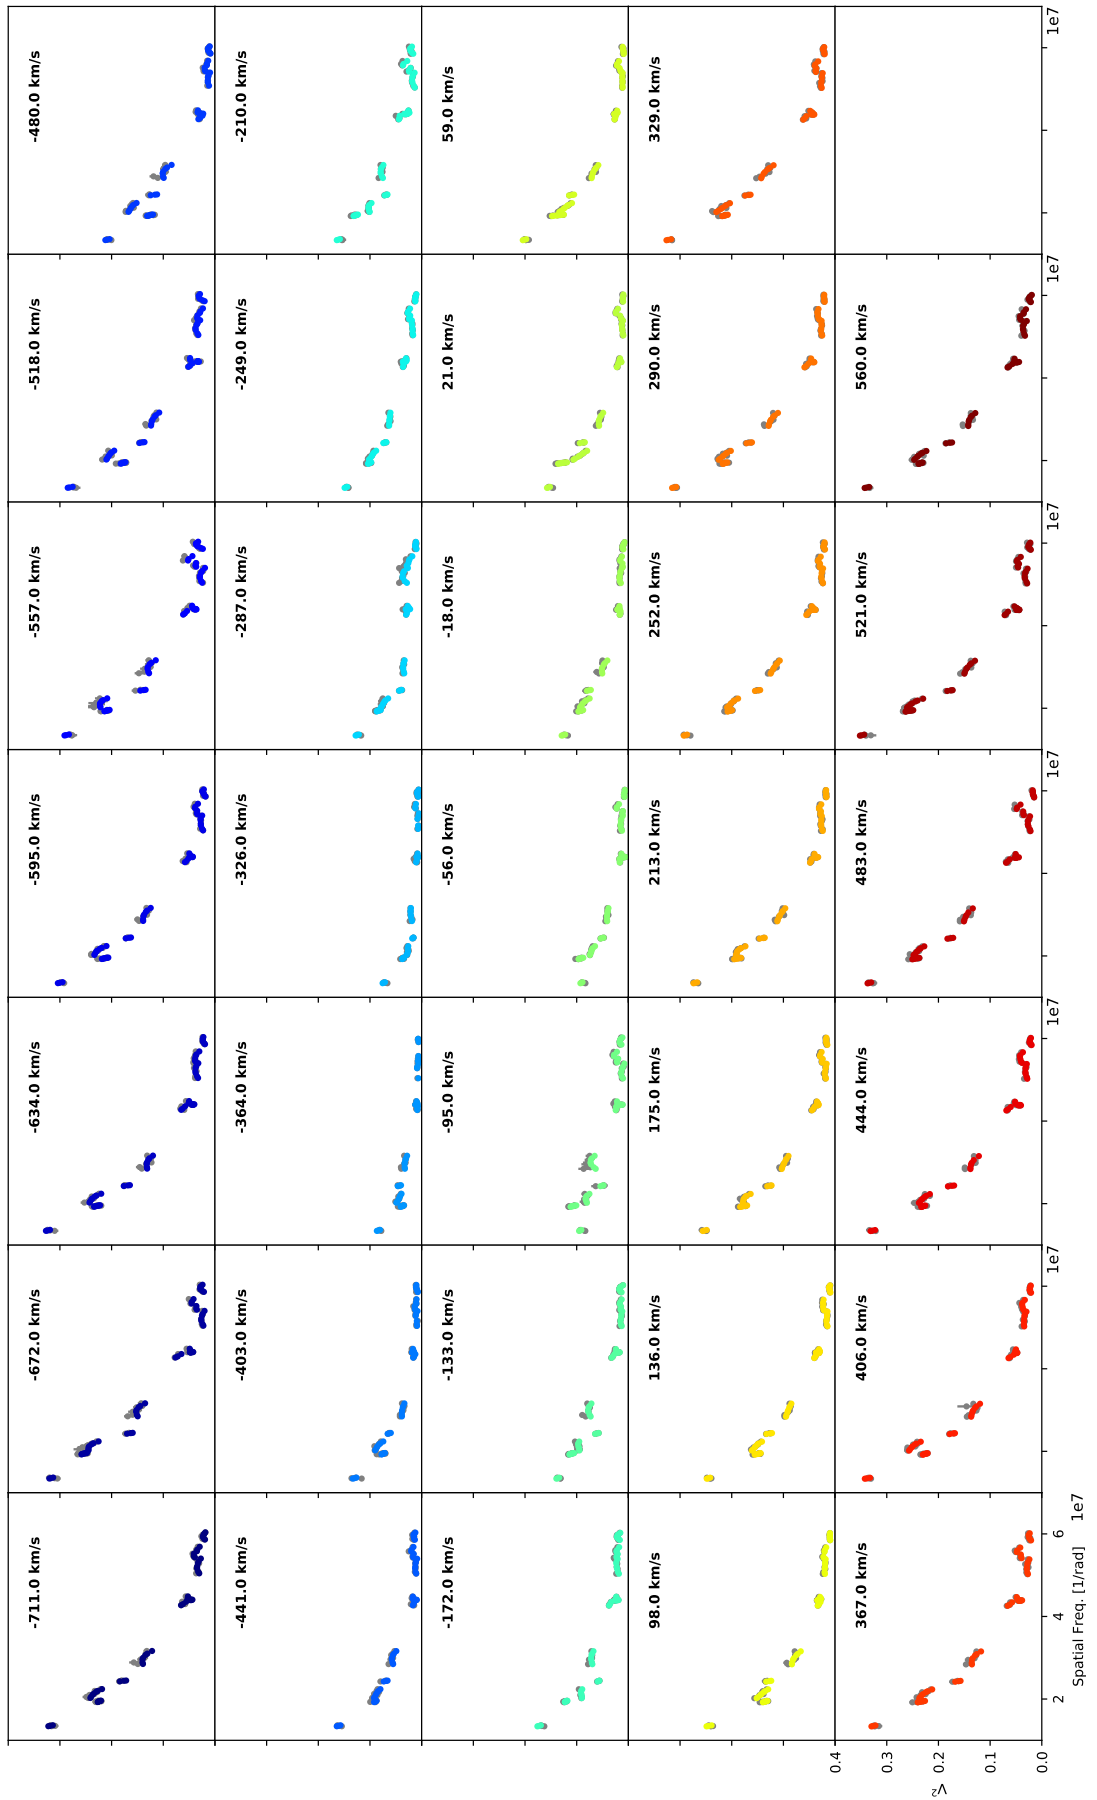 -711.0 km/s
-672.0 km/s
-634.0 km/s
-595.0 km/s
-557.0 km/s
-518.0 km/s
-480.0 km/s
-441.0 km/s
-403.0 km/s
-364.0 km/s
-326.0 km/s
-287.0 km/s
-249.0 km/s
-210.0 km/s
-172.0 km/s
-133.0 km/s
-95.0 km/s
-56.0 km/s
-18.0 km/s
21.0 km/s
59.0 km/s
98.0 km/s
136.0 km/s
175.0 km/s
213.0 km/s
252.0 km/s
290.0 km/s
329.0 km/s
367.0 km/s
406.0 km/s
444.0 km/s
483.0 km/s
521.0 km/s
560.0 km/s
0.4
0.3
0.2
0.1
0.0
V²
2 4 6
Spatial Freq. [1/rad]
1e7
1e7
1e7
1e7
1e7
1e7
1e7